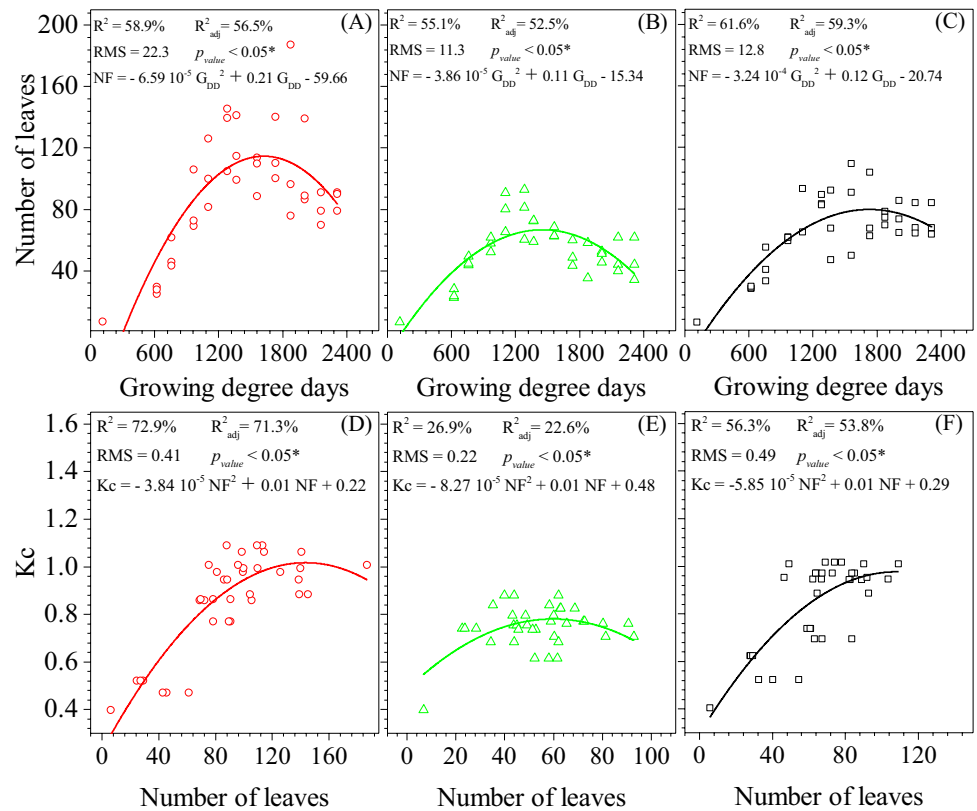 (A)
R² = 58.9% R²adj = 56.5%
RMS = 22.3 pvalue < 0.05*
NF = - 6.59 10⁻⁵ GDD² + 0.21 GDD - 59.66
200
160
120
80
40
Number of leaves
0 600 1200 1800 2400
Growing degree days
(B)
R² = 55.1% R²adj = 52.5%
RMS = 11.3 pvalue < 0.05*
NF = - 3.86 10⁻⁵ GDD² + 0.11 GDD - 15.34
0 600 1200 1800 2400
Growing degree days
(C)
R² = 61.6% R²adj = 59.3%
RMS = 12.8 pvalue < 0.05*
NF = - 3.24 10⁻⁴ GDD² + 0.12 GDD - 20.74
0 600 1200 1800 2400
Growing degree days
(D)
R² = 72.9% R²adj = 71.3%
RMS = 0.41 pvalue < 0.05*
Kc = - 3.84 10⁻⁵ NF² + 0.01 NF + 0.22
1.6
1.4
1.2
1.0
0.8
0.6
0.4
Kc
0 40 80 120 160
Number of leaves
(E)
R² = 26.9% R²adj = 22.6%
RMS = 0.22 pvalue < 0.05*
Kc = - 8.27 10⁻⁵ NF² + 0.01 NF + 0.48
0 20 40 60 80 100
Number of leaves
(F)
R² = 56.3% R²adj = 53.8%
RMS = 0.49 pvalue < 0.05*
Kc = -5.85 10⁻⁵ NF² + 0.01 NF + 0.29
0 40 80 120 160
Number of leaves